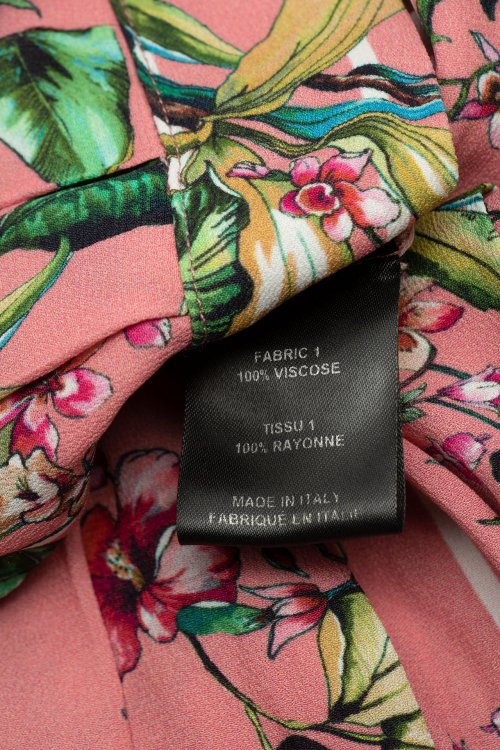 FABRIC 1
100% VISCOSE
TISSU 1
100% RAYONNE
MADE IN ITALY
FABRIQUE EN ITALIE